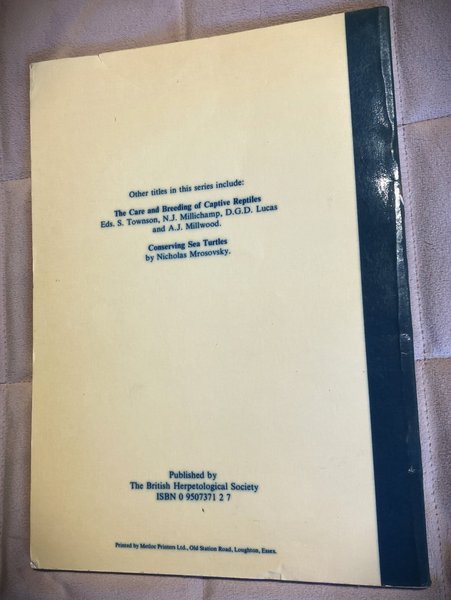 Other titles in this series include:
The Care and Breeding of Captive Reptiles
Eds. S. Townson, N.J. Millichamp, D.G.D. Lucas
and A.J. Millwood.
Conserving Sea Turtles
by Nicholas Mrosovsky.
Published by
The British Herpetological Society
ISBN 0 9507371 2 7
Printed by Metloc Printers Ltd., Old Station Road, Loughton, Essex.